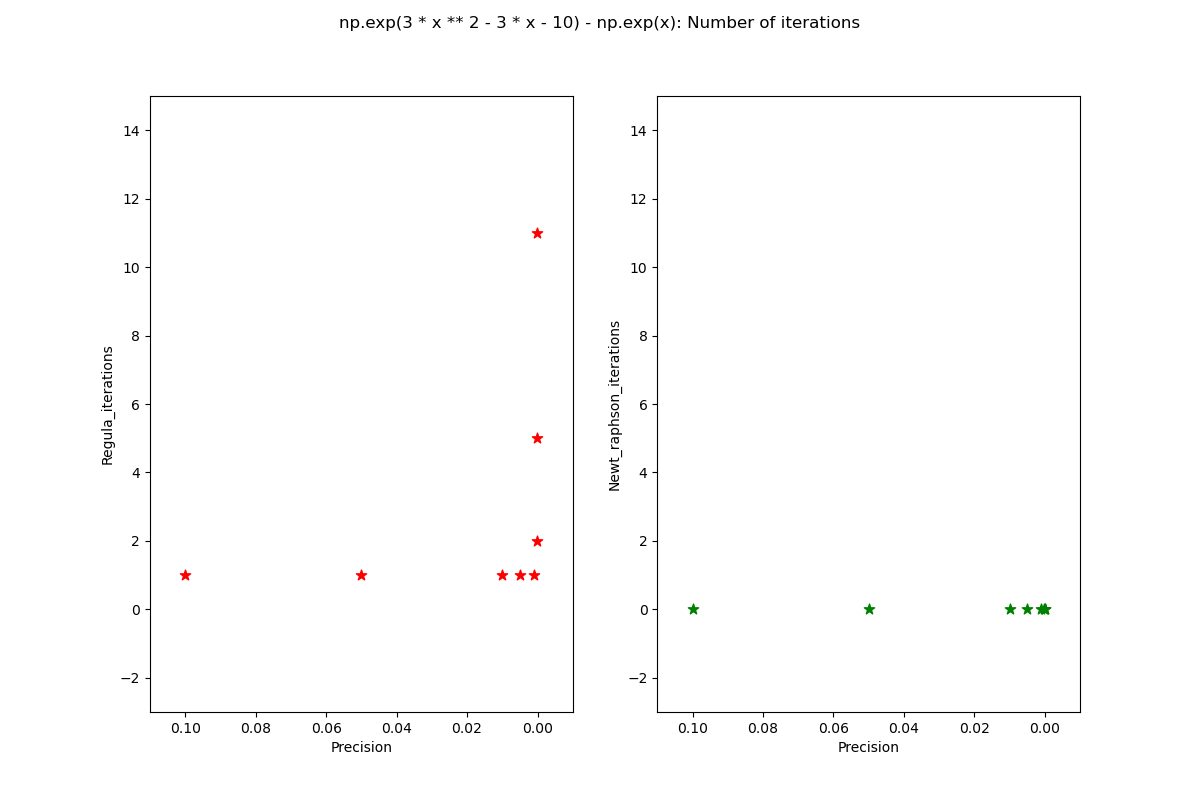 np.exp(3 * x ** 2 - 3 * x - 10) - np.exp(x): Number of iterations
14
12
10
8
6
4
2
0
−2
Regula_iterations
0.10 0.08 0.06 0.04 0.02 0.00
Precision
14
12
10
8
6
4
2
0
−2
Newt_raphson_iterations
0.10 0.08 0.06 0.04 0.02 0.00
Precision